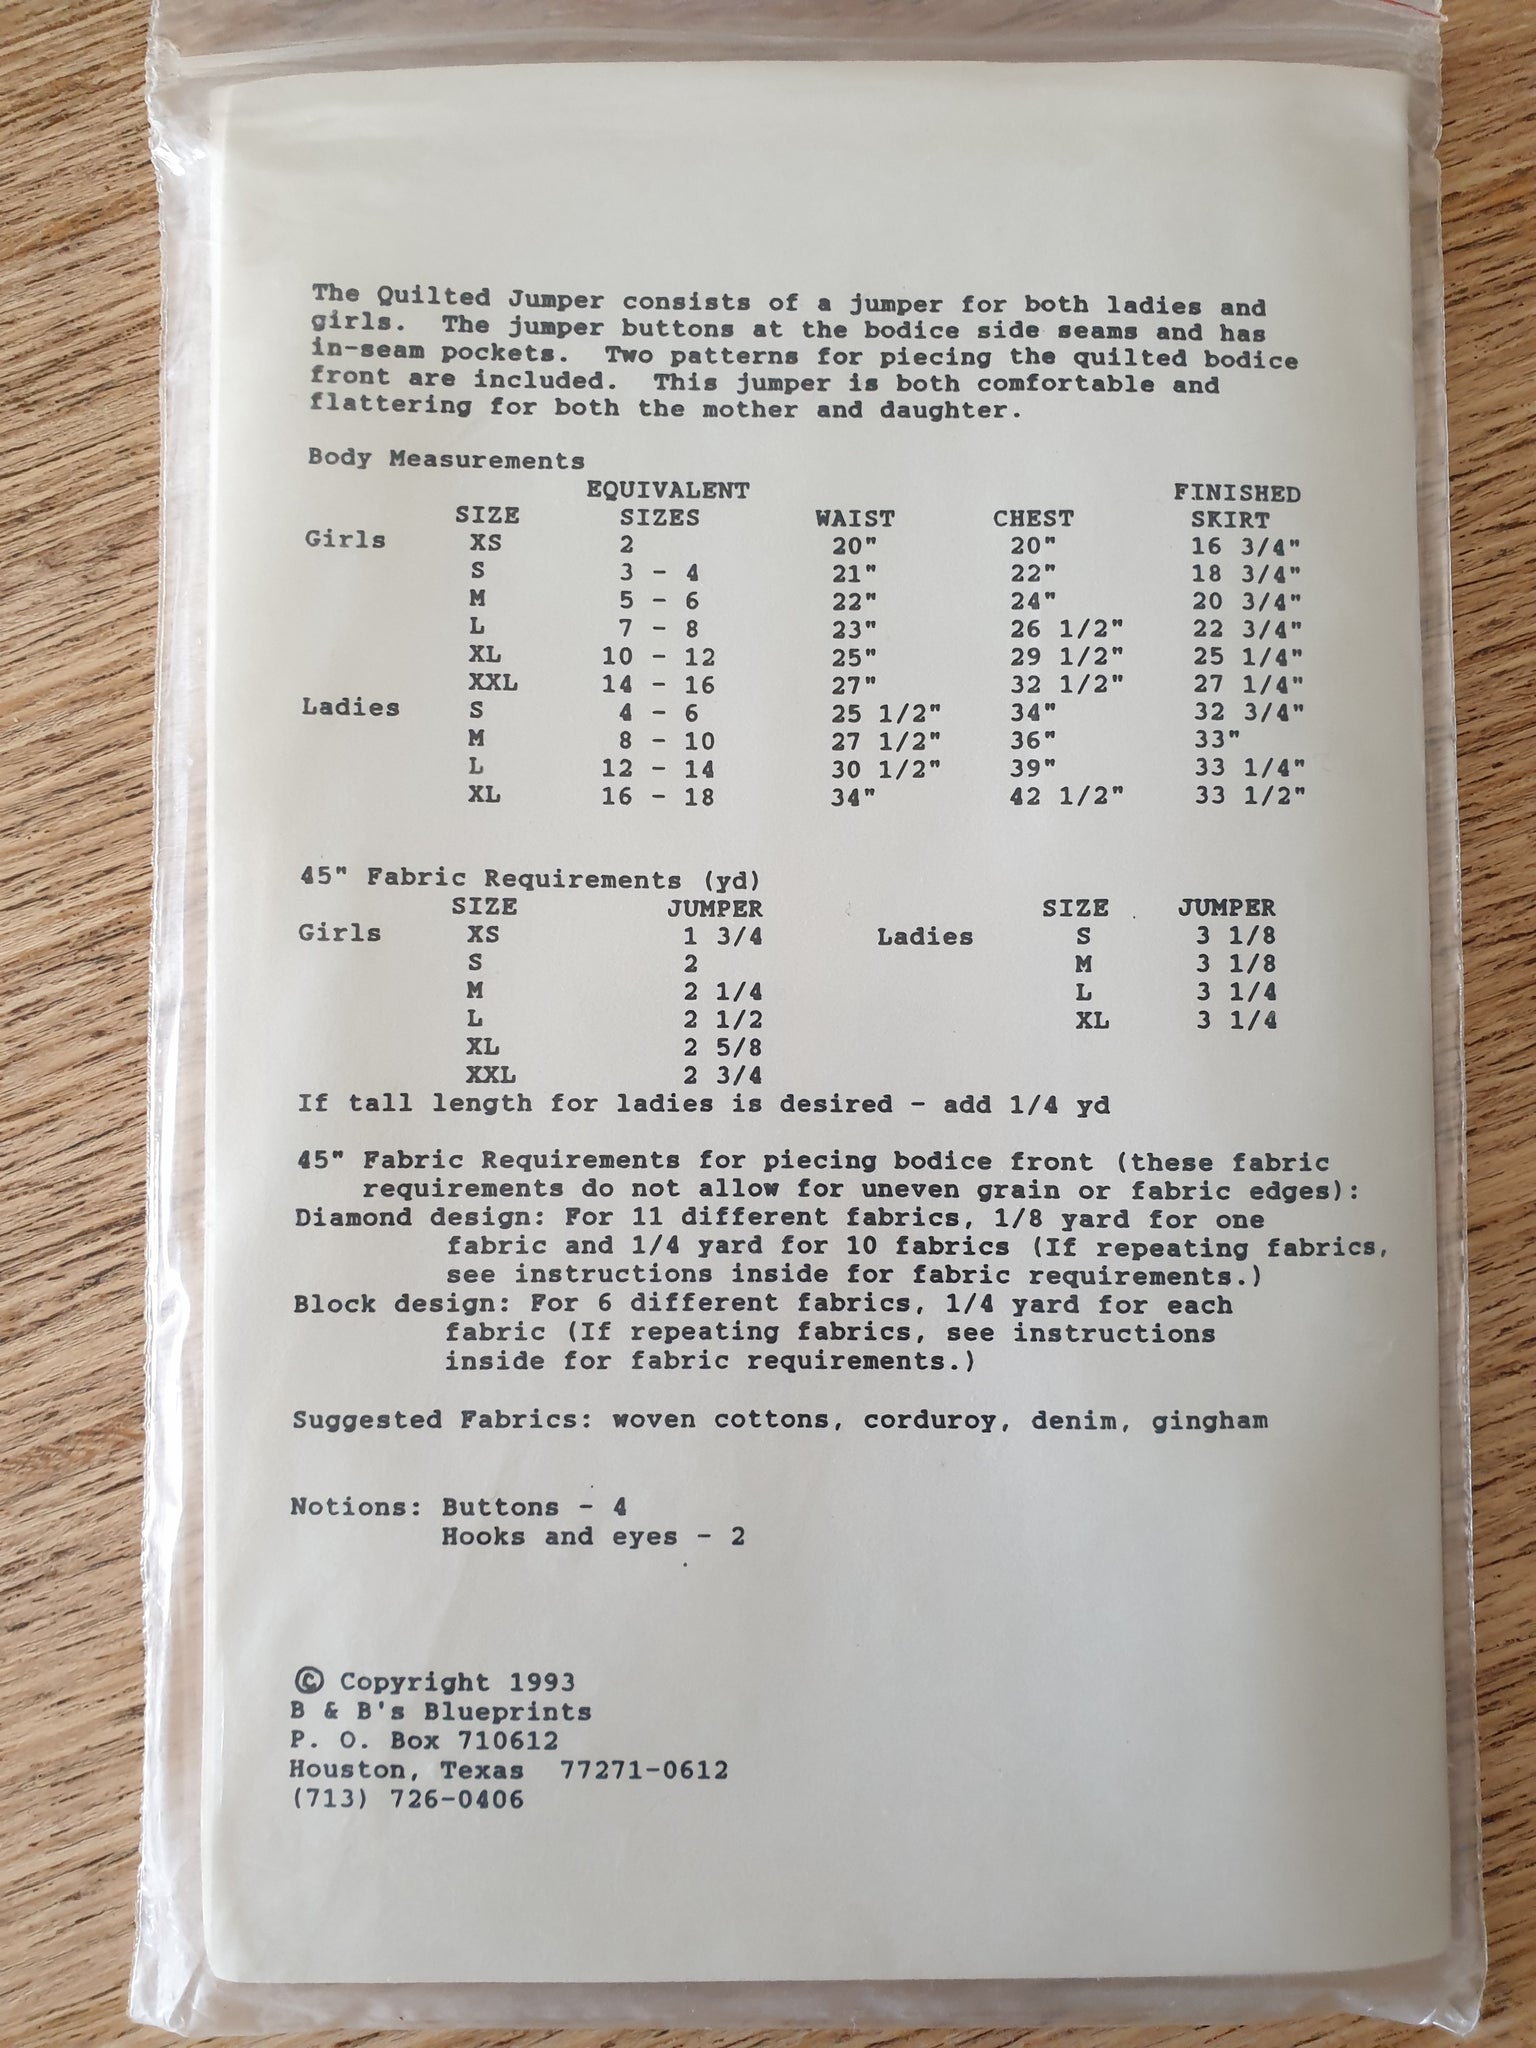 The Quilted Jumper consists of a jumper for both ladies and
girls. The jumper buttons at the bodice side seams and has
in-seam pockets. Two patterns for piecing the quilted bodice
front are included. This jumper is both comfortable and
flattering for both the mother and daughter.
Body Measurements
EQUIVALENT FINISHED
SIZE SIZES WAIST CHEST SKIRT
Girls XS 2 20" 20" 16 3/4"
S 3 - 4 21" 22" 18 3/4"
M 5 - 6 22" 24" 20 3/4"
L 7 - 8 23" 26 1/2" 22 3/4"
XL 10 - 12 25" 29 1/2" 25 1/4"
XXL 14 - 16 27" 32 1/2" 27 1/4"
Ladies S 4 - 6 25 1/2" 34" 32 3/4"
M 8 - 10 27 1/2" 36" 33"
L 12 - 14 30 1/2" 39" 33 1/4"
XL 16 - 18 34" 42 1/2" 33 1/2"
45" Fabric Requirements (yd)
SIZE JUMPER SIZE JUMPER
Girls XS 1 3/4 Ladies S 3 1/8
S 2 M 3 1/8
M 2 1/4 L 3 1/4
L 2 1/2 XL 3 1/4
XL 2 5/8
XXL 2 3/4
If tall length for ladies is desired - add 1/4 yd
45" Fabric Requirements for piecing bodice front (these fabric
requirements do not allow for uneven grain or fabric edges):
Diamond design: For 11 different fabrics, 1/8 yard for one
fabric and 1/4 yard for 10 fabrics (If repeating fabrics,
see instructions inside for fabric requirements.)
Block design: For 6 different fabrics, 1/4 yard for each
fabric (If repeating fabrics, see instructions
inside for fabric requirements.)
Suggested Fabrics: woven cottons, corduroy, denim, gingham
Notions: Buttons - 4
Hooks and eyes - 2
© Copyright 1993
B & B's Blueprints
P. O. Box 710612
Houston, Texas 77271-0612
(713) 726-0406